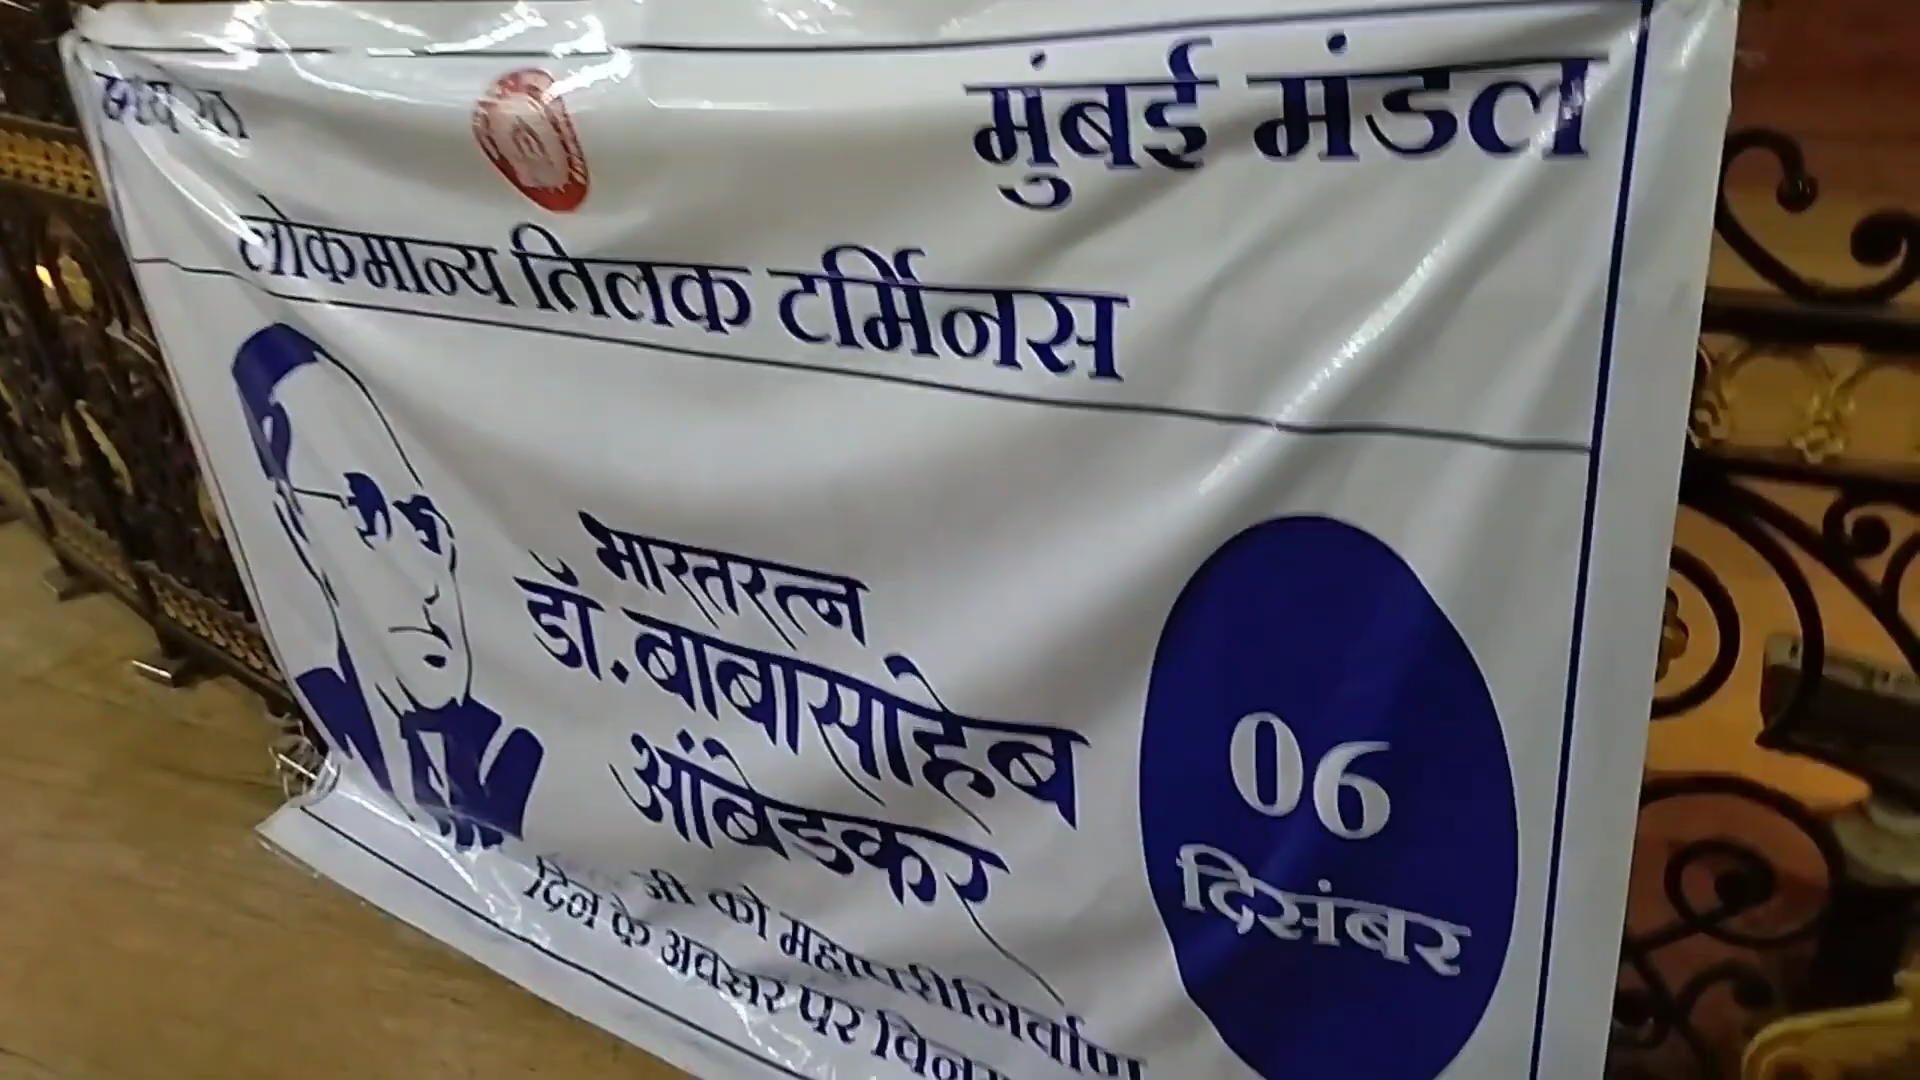 मुंबई मंडल
लोकमान्य तिलक टर्मिनस
भारतरत्न
डॉ. बाबासाहेब
आंबेडकर
जी को महापरीनिर्वाण
दिन के अवसर पर
06
दिसंबर